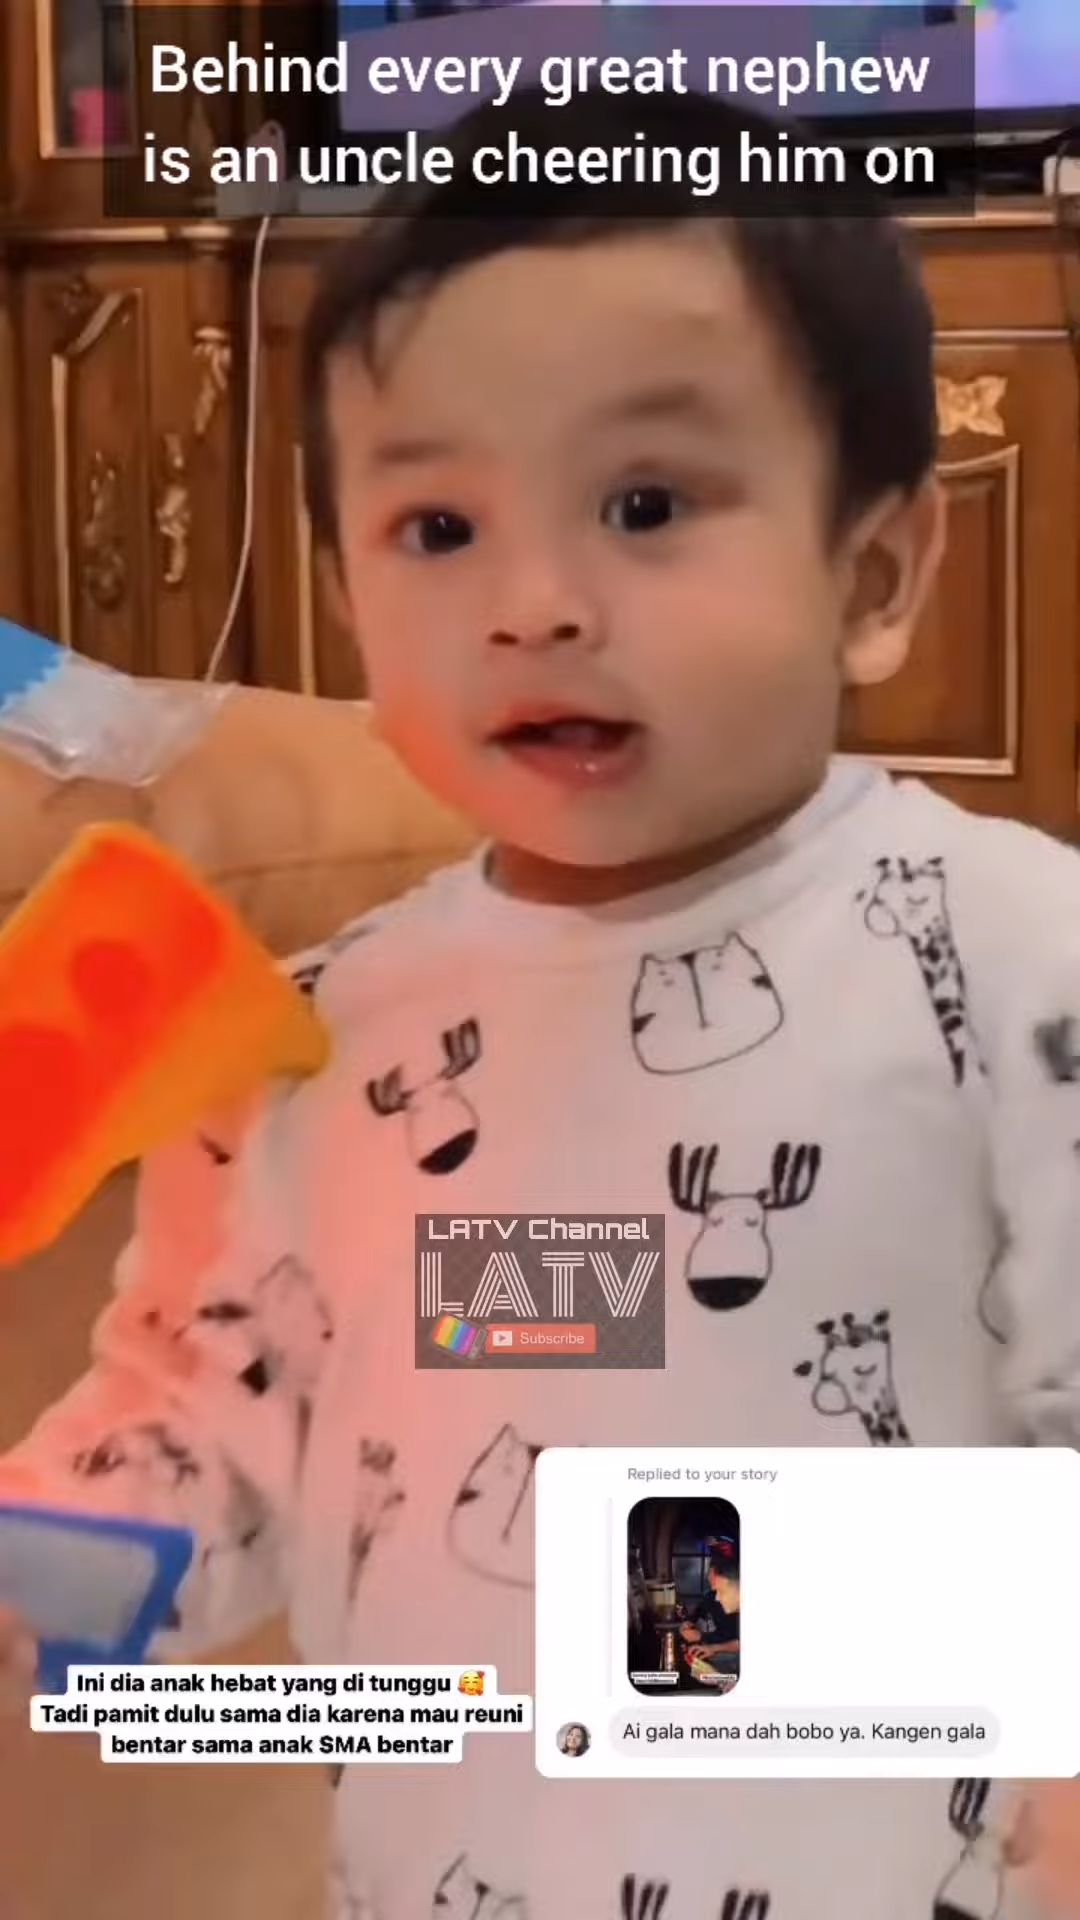 Behind every great nephew
is an uncle cheering him on
LATV Channel
LATV
Subscribe
Replied to your story
Ai gala mana dah bobo ya. Kangen gala
Ini dia anak hebat yang di tunggu 🥰
Tadi pamit dulu sama dia karena mau reuni
bentar sama anak SMA bentar